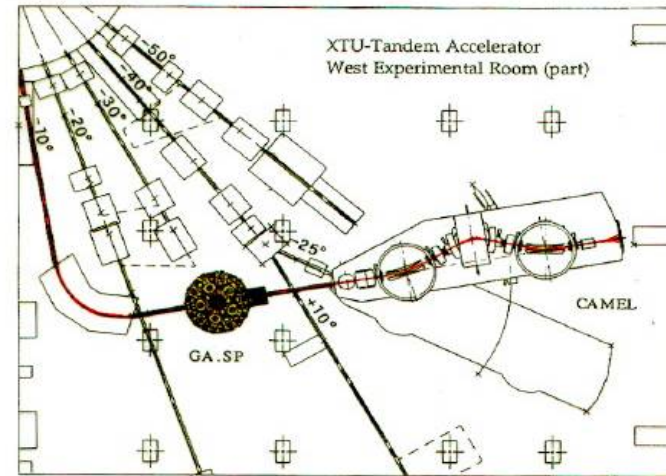 XTU-Tandem Accelerator
West Experimental Room (part)
-50°
-40°
-30°
-20°
-10°
-25°
+10°
GA.SP
CAMEL